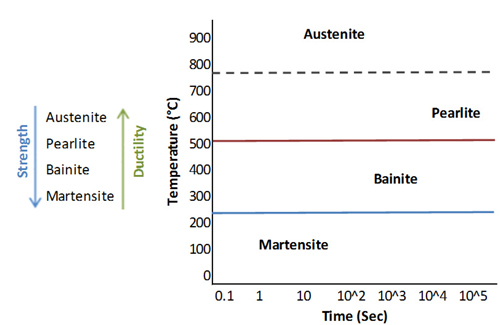 Strength
Austenite
Pearlite
Bainite
Martensite
Ductility
Temperature (°C)
900
800
700
600
500
400
300
200
100
0
Austenite
Pearlite
Bainite
Martensite
0.1 1 10 10^2 10^3 10^4 10^5
Time (Sec)